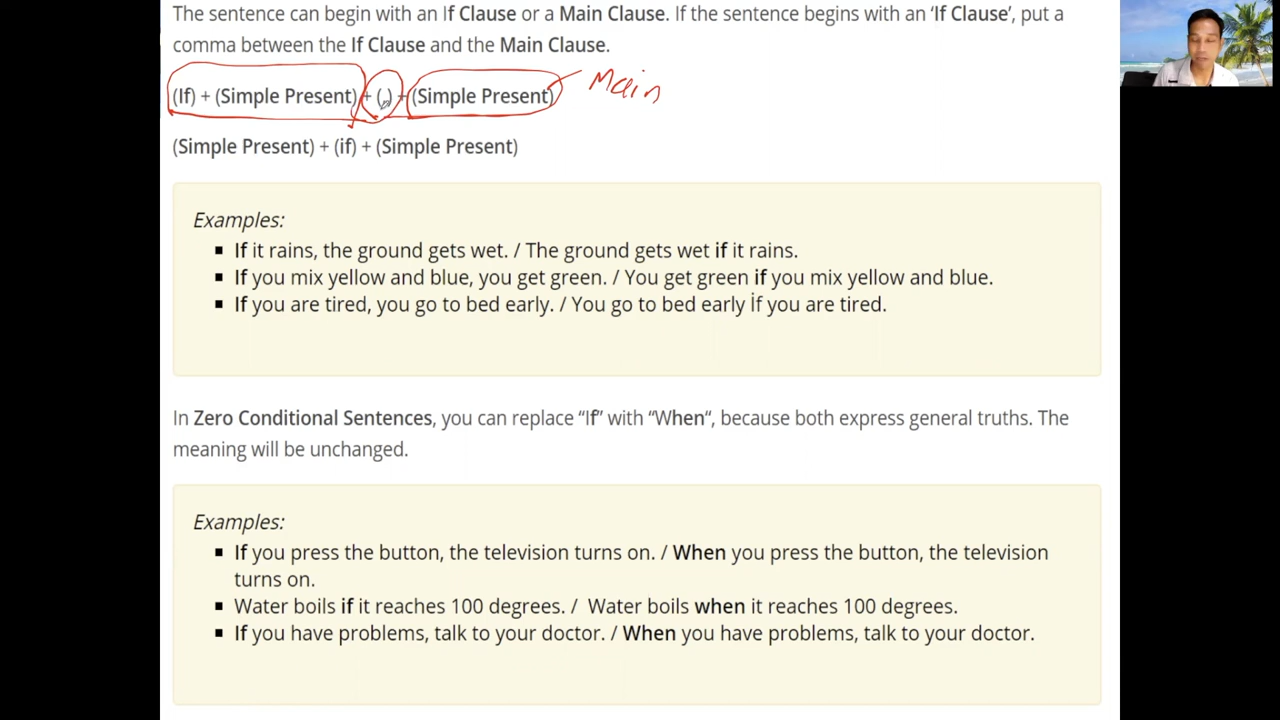 The sentence can begin with an If Clause or a Main Clause. If the sentence begins with an ‘If Clause’, put a
comma between the If Clause and the Main Clause.
(If) + (Simple Present) + (,) + (Simple Present) Main
(Simple Present) + (if) + (Simple Present)
Examples:
▪ If it rains, the ground gets wet. / The ground gets wet if it rains.
▪ If you mix yellow and blue, you get green. / You get green if you mix yellow and blue.
▪ If you are tired, you go to bed early. / You go to bed early if you are tired.
In Zero Conditional Sentences, you can replace “If” with “When“, because both express general truths. The
meaning will be unchanged.
Examples:
▪ If you press the button, the television turns on. / When you press the button, the television
turns on.
▪ Water boils if it reaches 100 degrees. / Water boils when it reaches 100 degrees.
▪ If you have problems, talk to your doctor. / When you have problems, talk to your doctor.